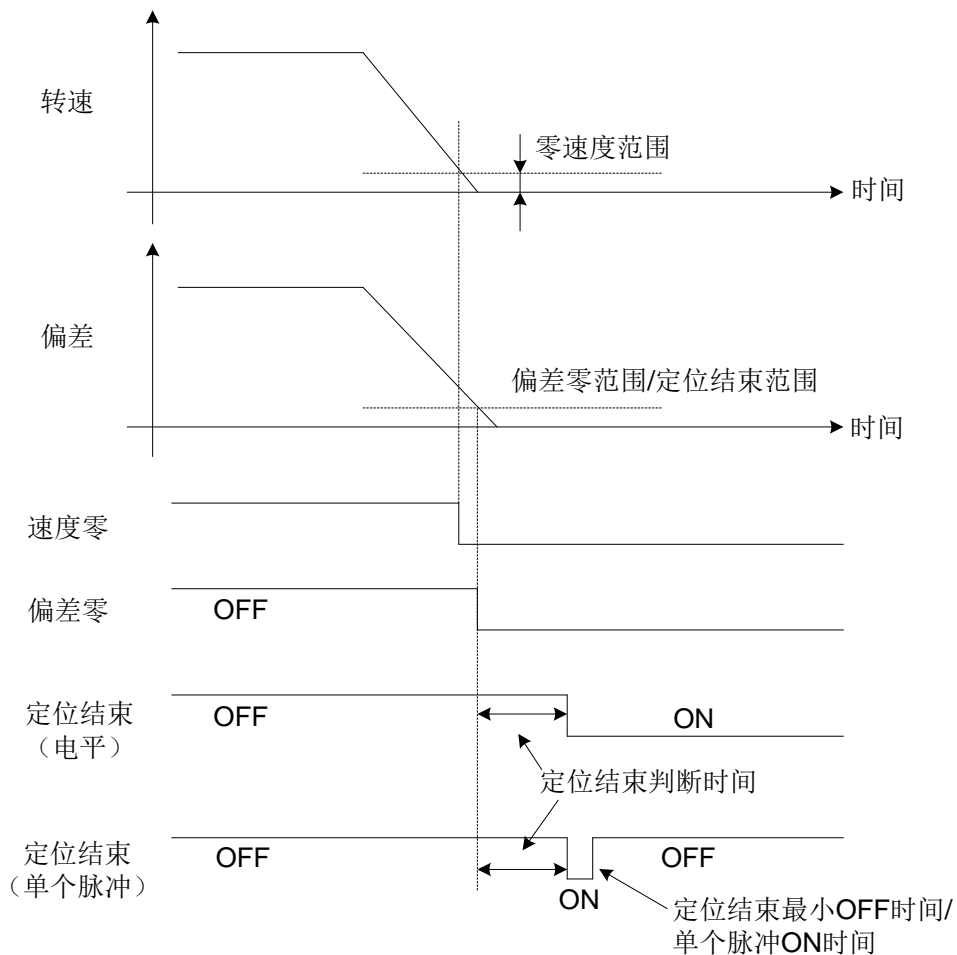 转速
零速度范围
时间
偏差
偏差零范围/定位结束范围
时间
速度零
偏差零
OFF
定位结束
（电平）
OFF
ON
定位结束判断时间
定位结束
（单个脉冲）
OFF
ON
OFF
定位结束最小OFF时间/
单个脉冲ON时间